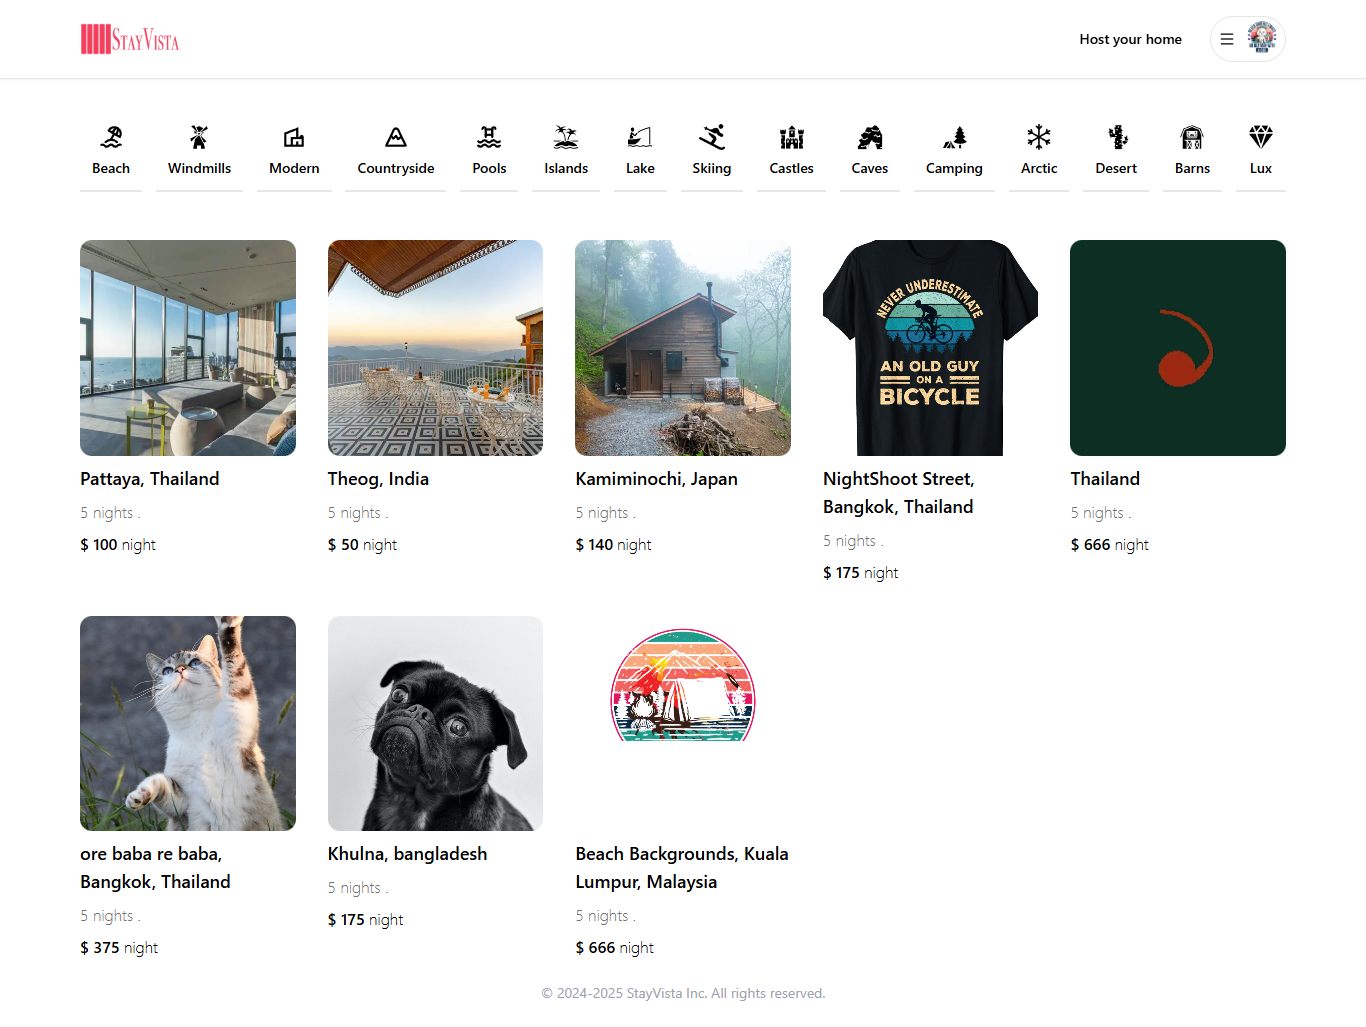 StayVista
Host your home
Beach
Windmills
Modern
Countryside
Pools
Islands
Lake
Skiing
Castles
Caves
Camping
Arctic
Desert
Barns
Lux
NEVER UNDERESTIMATE
AN OLD GUY
ON A
BICYCLE
Pattaya, Thailand
5 nights .
$ 100 night
Theog, India
5 nights .
$ 50 night
Kamiminochi, Japan
5 nights .
$ 140 night
NightShoot Street,
Bangkok, Thailand
5 nights .
$ 175 night
Thailand
5 nights .
$ 666 night
ore baba re baba,
Bangkok, Thailand
5 nights .
$ 375 night
Khulna, bangladesh
5 nights .
$ 175 night
Beach Backgrounds, Kuala
Lumpur, Malaysia
5 nights .
$ 666 night
© 2024-2025 StayVista Inc. All rights reserved.